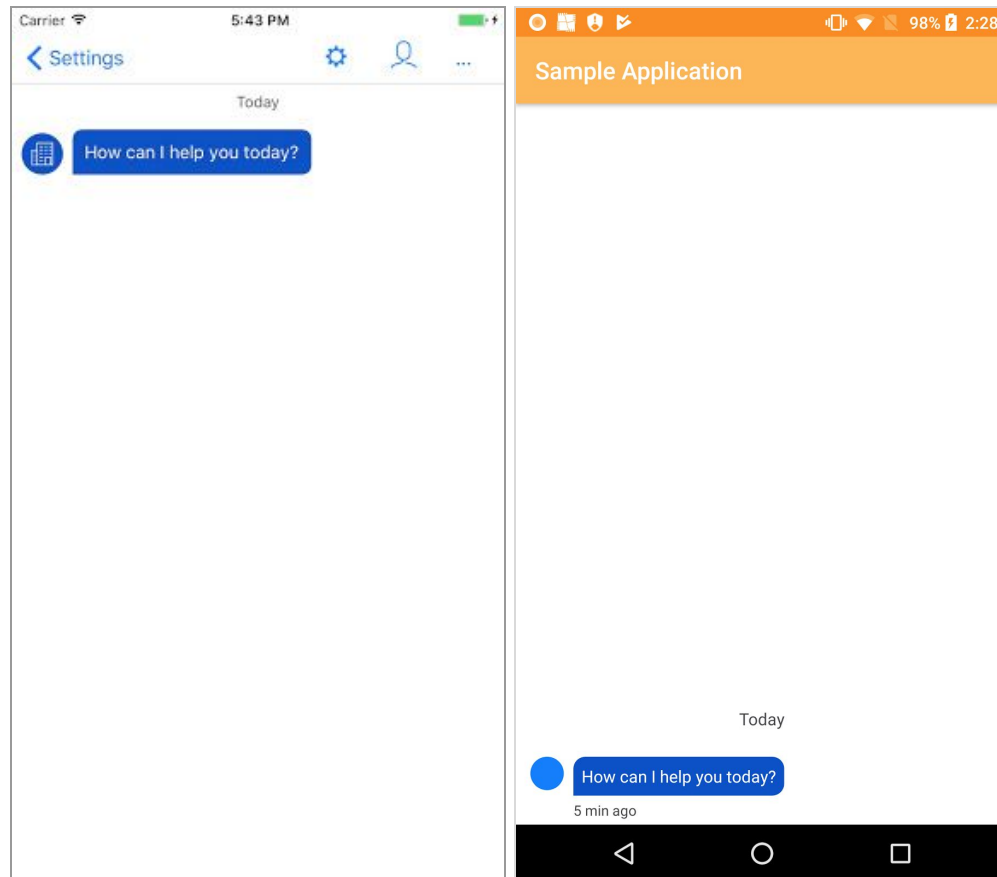 Carrier 5:43 PM
Settings ...
Today
How can I help you today?
98% 2:28
Sample Application
Today
How can I help you today?
5 min ago